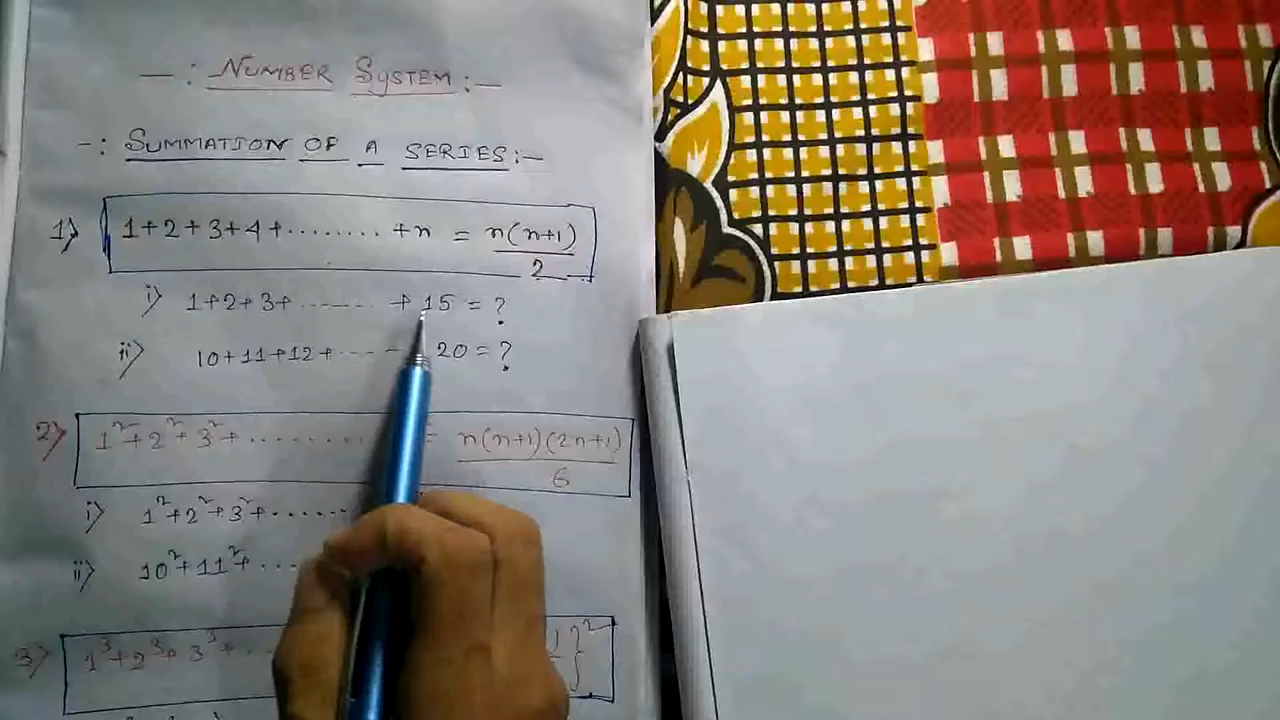 -: NUMBER SYSTEM :-
-: SUMMATION OF A SERIES :-
1) 1+2+3+4+........ +n = n(n+1)/2
i) 1+2+3+........ +15 = ?
ii) 10+11+12+.... 20 = ?
2) 1²+2²+3²+........ = n(n+1)(2n+1)/6
i) 1²+2²+3²+......
ii) 10²+11²+...
3) 1³+2³+3³+.. }²